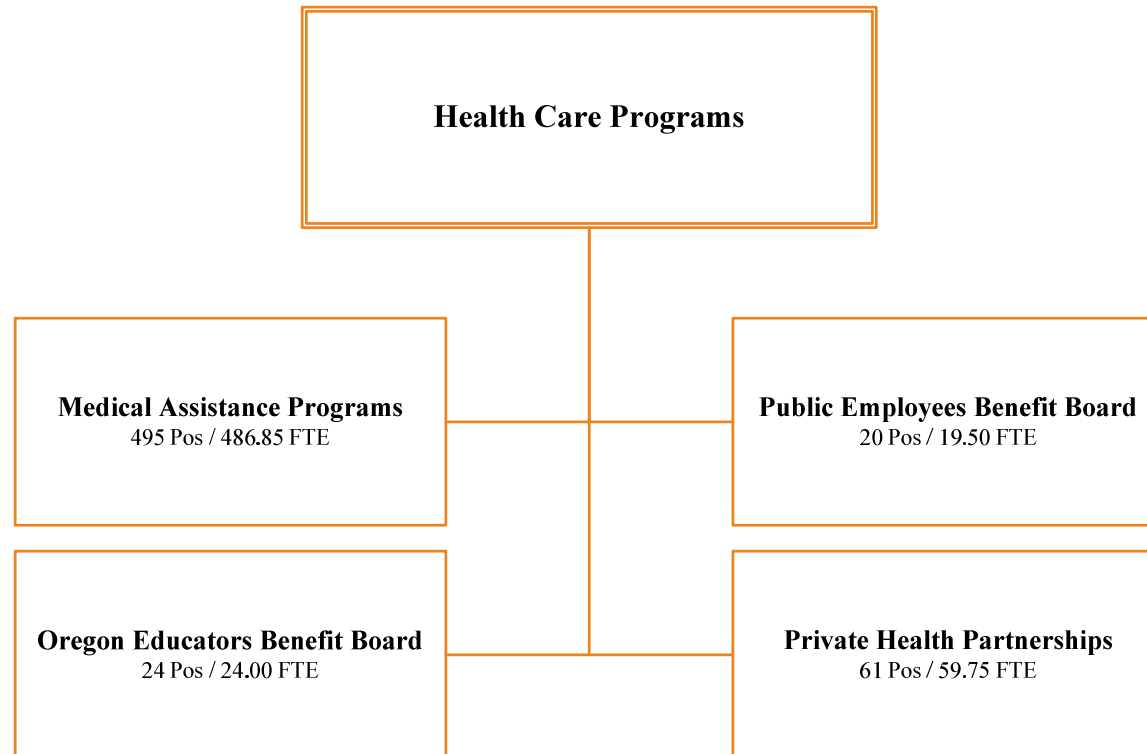 Health Care Programs
Medical Assistance Programs
495 Pos / 486.85 FTE
Public Employees Benefit Board
20 Pos / 19.50 FTE
Oregon Educators Benefit Board
24 Pos / 24.00 FTE
Private Health Partnerships
61 Pos / 59.75 FTE